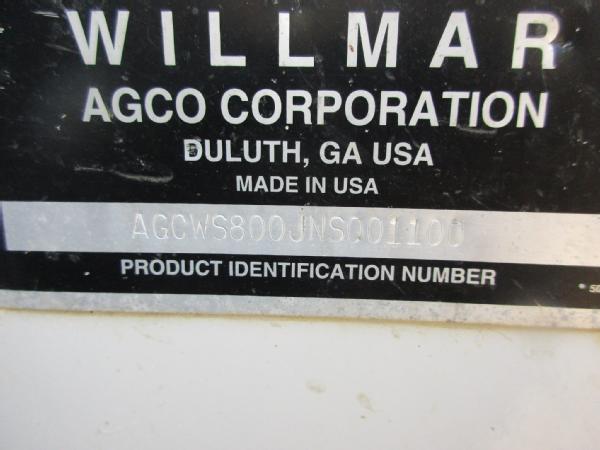 WILLMAR
AGCO CORPORATION
DULUTH, GA USA
MADE IN USA
AGCWS800JNS001100
PRODUCT IDENTIFICATION NUMBER